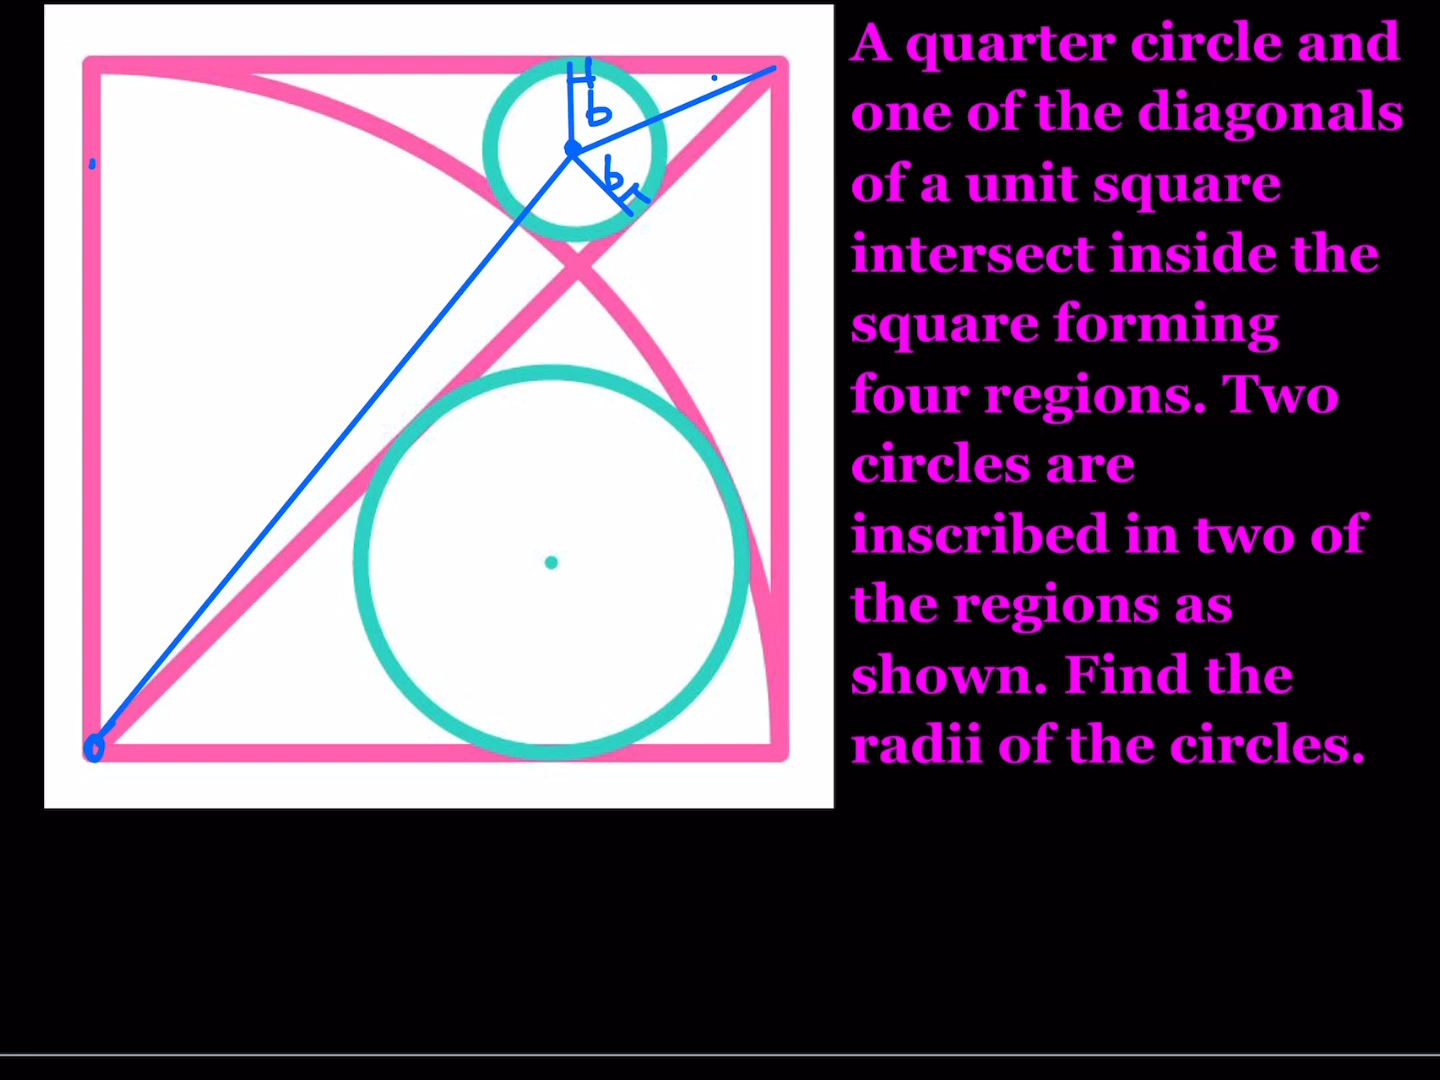 A quarter circle and
one of the diagonals
of a unit square
intersect inside the
square forming
four regions. Two
circles are
inscribed in two of
the regions as
shown. Find the
radii of the circles.
b
b